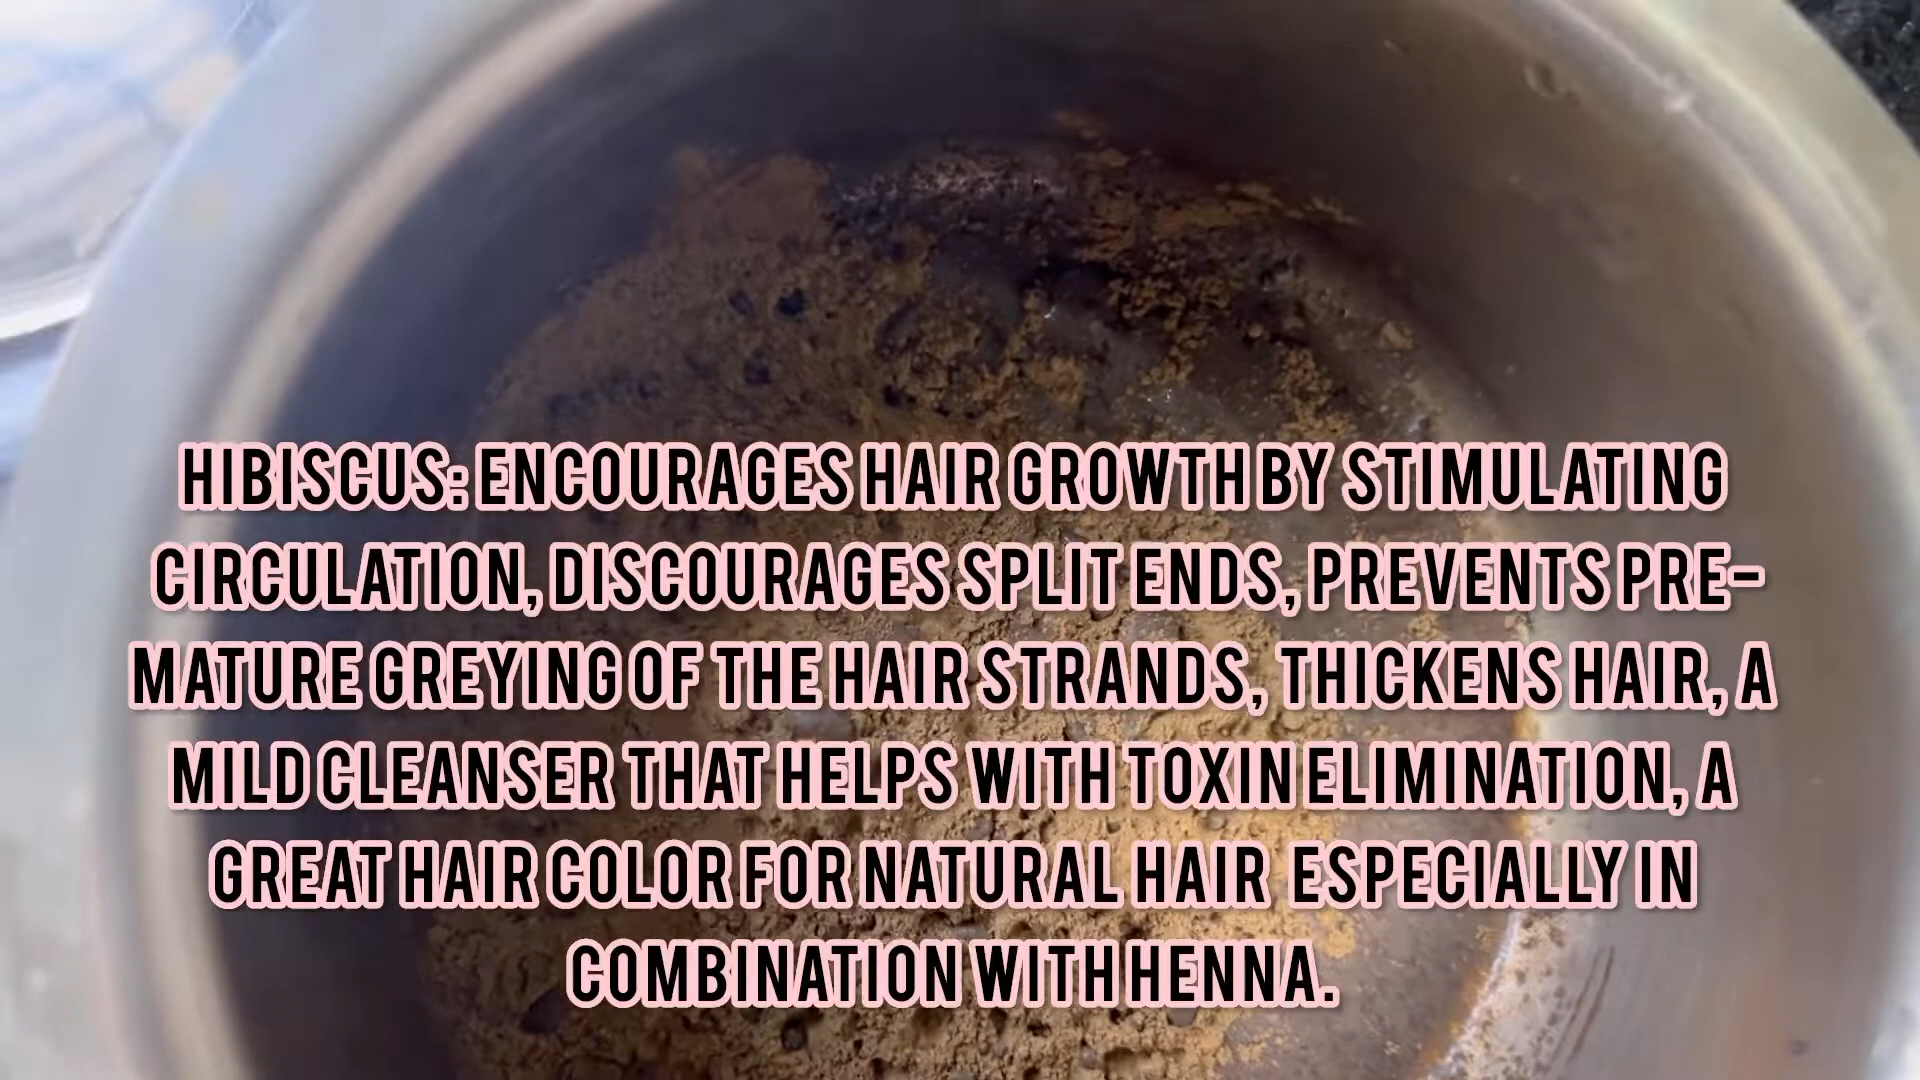 HIBISCUS: ENCOURAGES HAIR GROWTH BY STIMULATING
CIRCULATION, DISCOURAGES SPLIT ENDS, PREVENTS PRE-
MATURE GREYING OF THE HAIR STRANDS, THICKENS HAIR, A
MILD CLEANSER THAT HELPS WITH TOXIN ELIMINATION, A
GREAT HAIR COLOR FOR NATURAL HAIR ESPECIALLY IN
COMBINATION WITH HENNA.